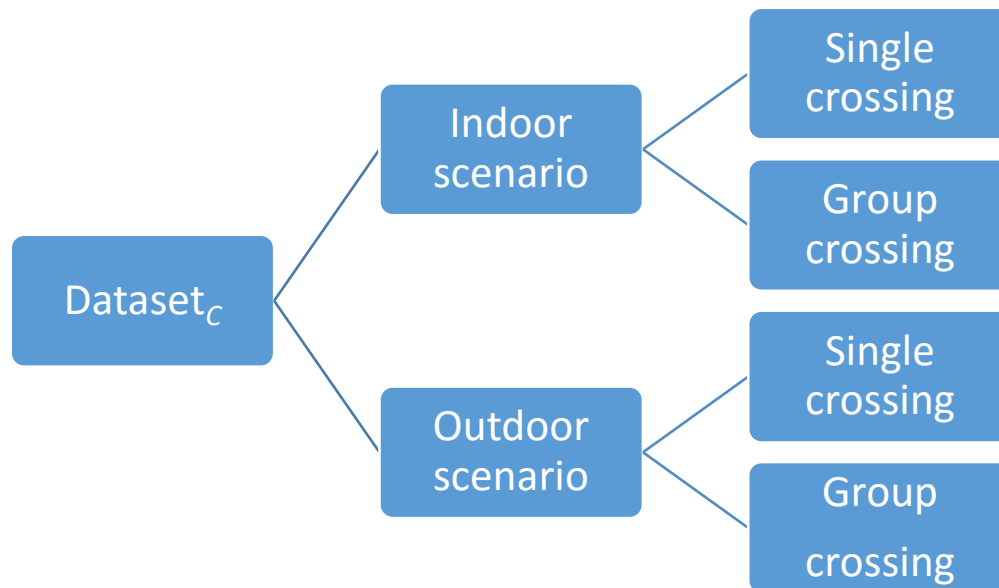 Single
crossing
Indoor
scenario
Group
crossing
Dataset_C
Single
crossing
Outdoor
scenario
Group
crossing